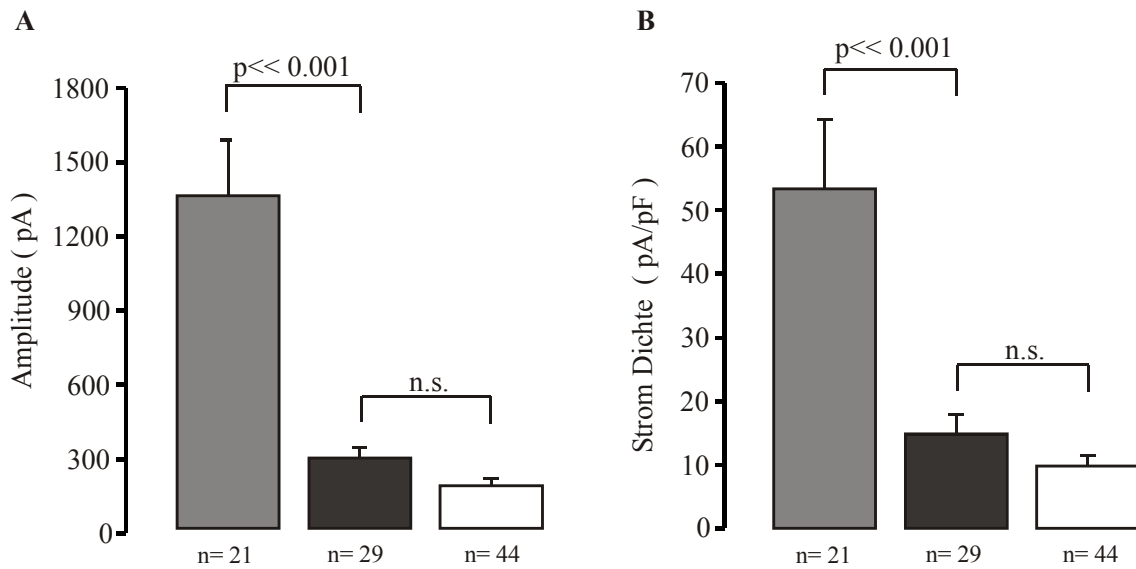 A
p<< 0.001
1800
1500
1200
900
600
300
0
Amplitude ( pA)
n.s.
n= 21
n= 29
n= 44
B
p<< 0.001
70
60
50
40
30
20
10
0
Strom Dichte ( pA/pF )
n.s.
n= 21
n= 29
n= 44